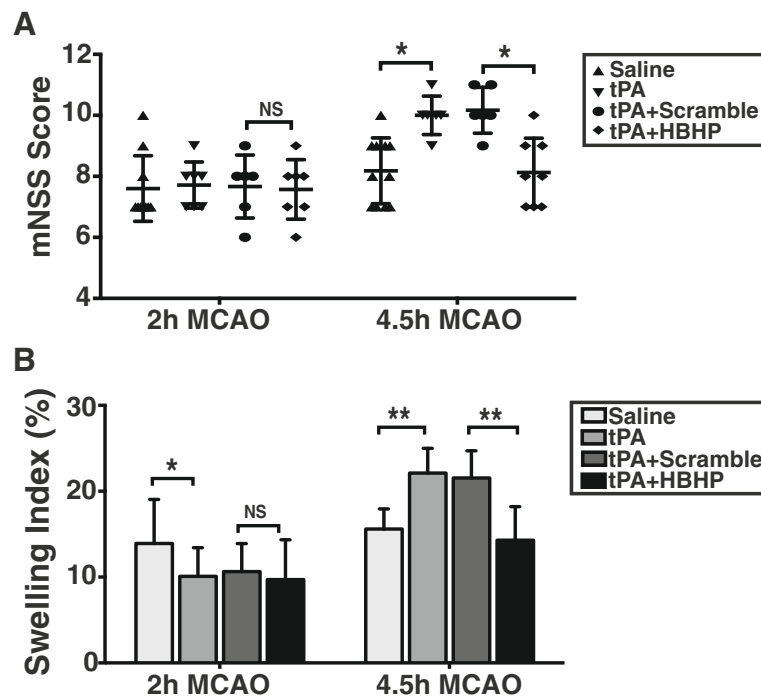 A
mNSS Score
12
10
8
6
4
NS
*
*
2h MCAO
4.5h MCAO
Saline
tPA
tPA+Scramble
tPA+HBHP
B
Swelling Index (%)
30
20
10
0
*
NS
**
**
2h MCAO
4.5h MCAO
Saline
tPA
tPA+Scramble
tPA+HBHP